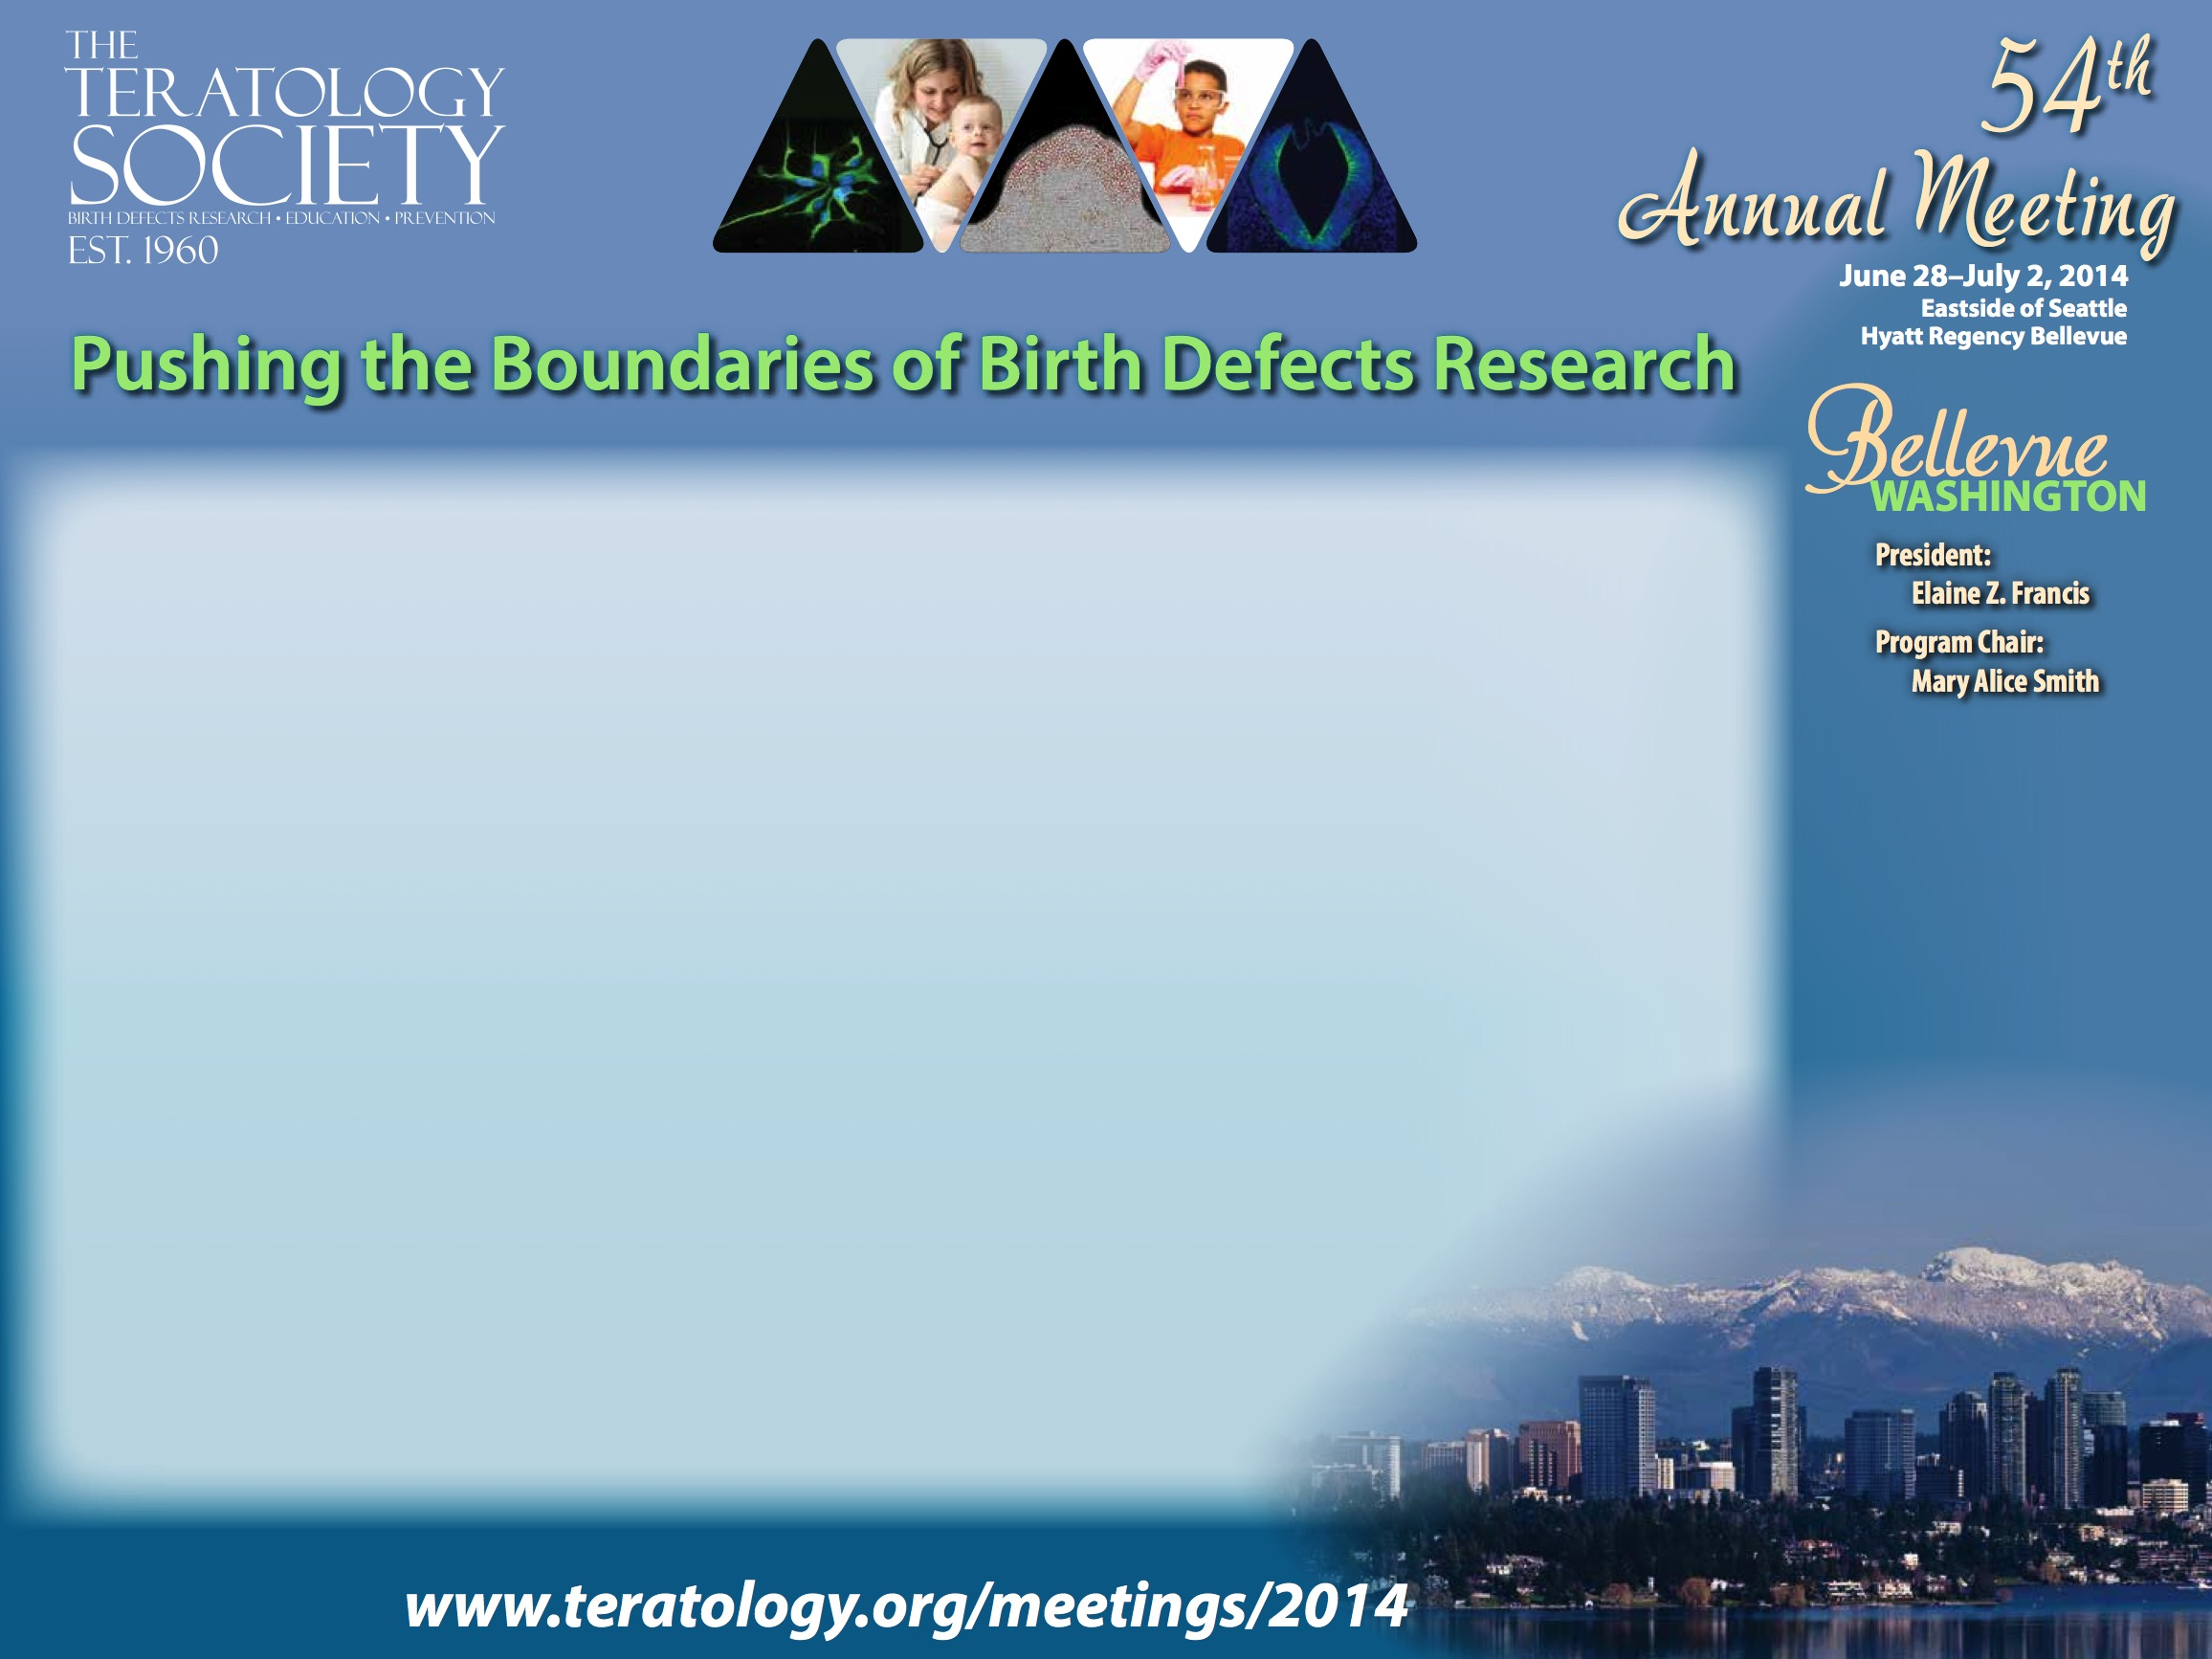 THE
TERATOLOGY
SOCIETY
BIRTH DEFECTS RESEARCH • EDUCATION • PREVENTION
EST. 1960
54th
Annual Meeting
June 28–July 2, 2014
Eastside of Seattle
Hyatt Regency Bellevue
Pushing the Boundaries of Birth Defects Research
Bellevue
WASHINGTON
President:
Elaine Z. Francis
Program Chair:
Mary Alice Smith
www.teratology.org/meetings/2014